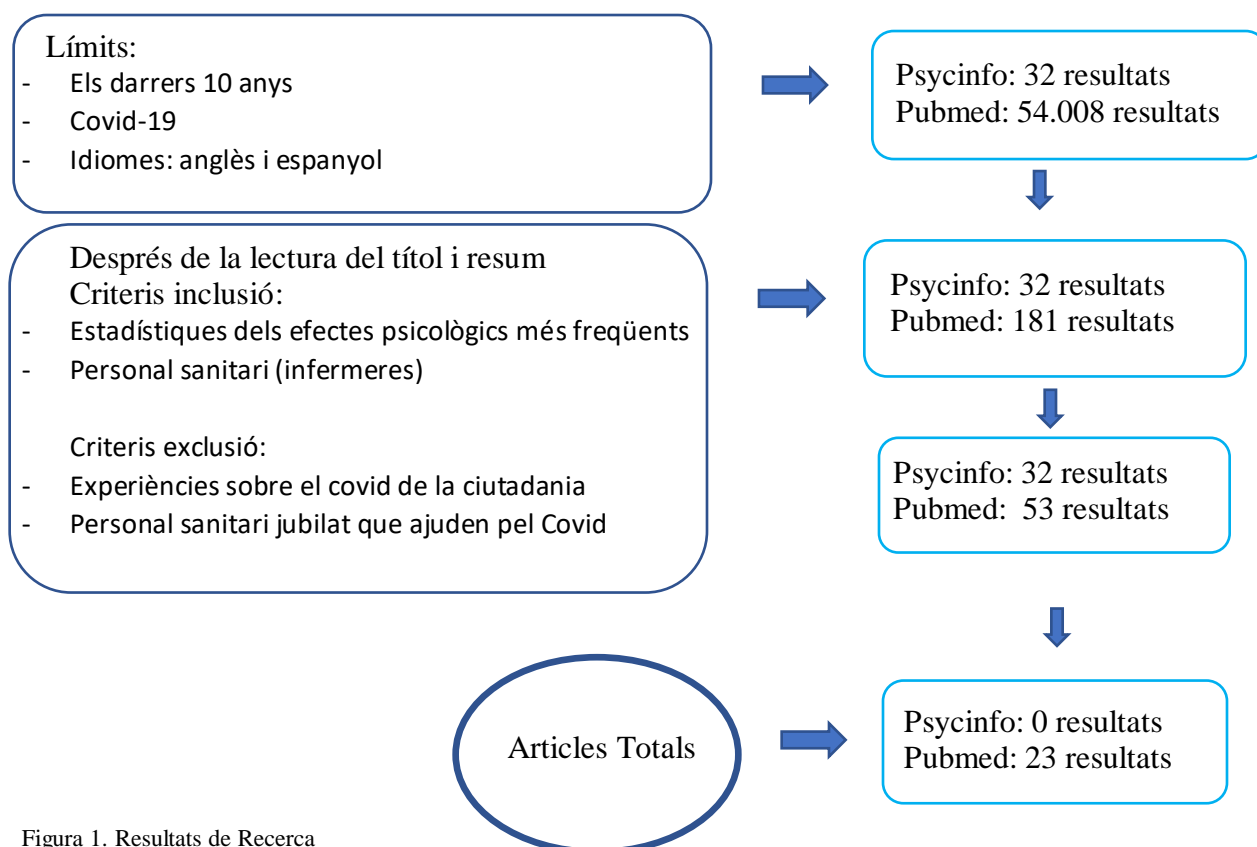 Límits:
- Els darrers 10 anys
- Covid-19
- Idiomes: anglès i espanyol
Psycinfo: 32 resultats
Pubmed: 54.008 resultats
Després de la lectura del títol i resum
Criteris inclusió:
- Estadístiques dels efectes psicològics més freqüents
- Personal sanitari (infermeres)
Criteris exclusió:
- Experiències sobre el covid de la ciutadania
- Personal sanitari jubilat que ajuden pel Covid
Psycinfo: 32 resultats
Pubmed: 181 resultats
Psycinfo: 32 resultats
Pubmed: 53 resultats
Articles Totals
Psycinfo: 0 resultats
Pubmed: 23 resultats
Figura 1. Resultats de Recerca